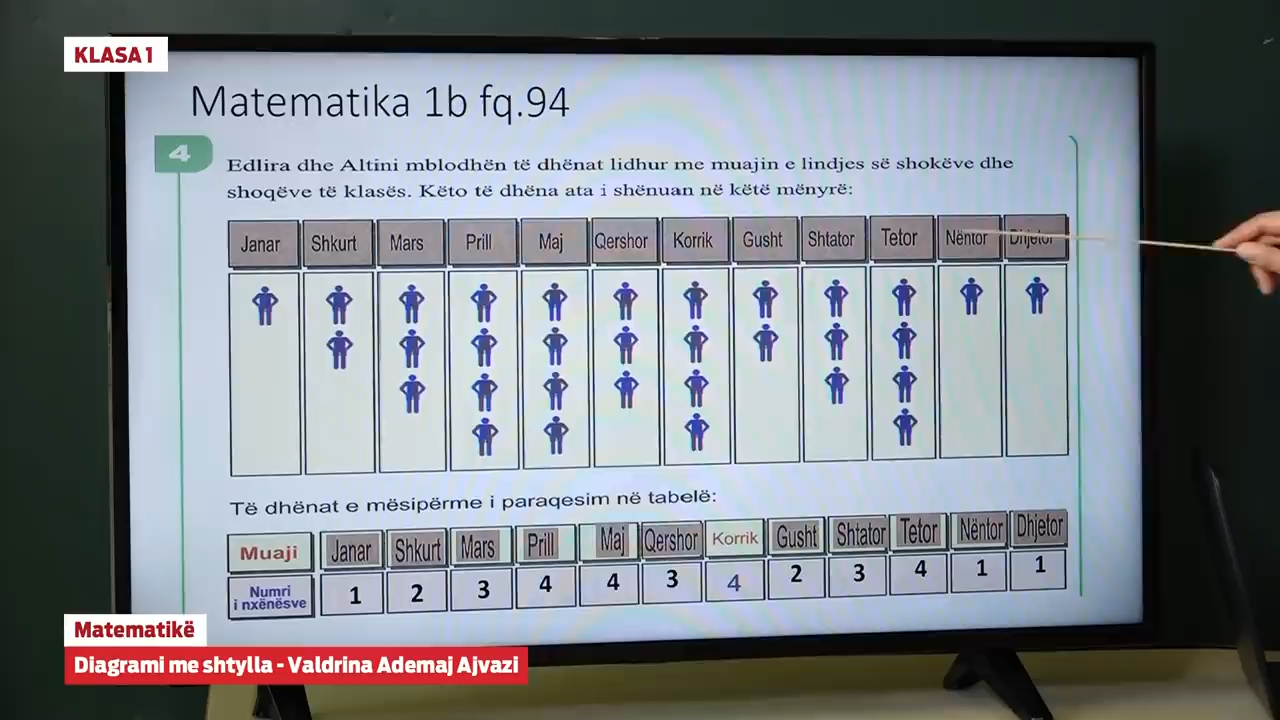 KLASA 1
Matematika 1b fq.94
4
Edlira dhe Altini mblodhën të dhënat lidhur me muajin e lindjes së shokëve dhe
shoqëve të klasës. Këto të dhëna ata i shënuan në këtë mënyrë:
Janar Shkurt Mars Prill Maj Qershor Korrik Gusht Shtator Tetor Nëntor Dhjetor
Të dhënat e mësipërme i paraqesim në tabelë:
Muaji Janar Shkurt Mars Prill Maj Qershor Korrik Gusht Shtator Tetor Nëntor Dhjetor
Numri
i nxënësve 1 2 3 4 4 3 4 2 3 4 1 1
Matematikë
Diagrami me shtylla - Valdrina Ademaj Ajvazi